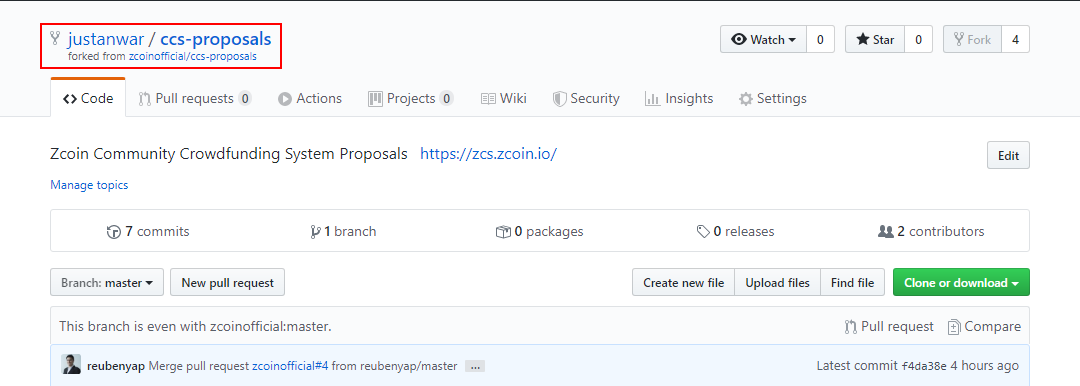 justanwar / ccs-proposals
forked from zcoinofficial/ccs-proposals
Watch 0 Star 0 Fork 4
Code Pull requests 0 Actions Projects 0 Wiki Security Insights Settings
Zcoin Community Crowdfunding System Proposals https://zcs.zcoin.io/ Edit
Manage topics
7 commits 1 branch 0 packages 0 releases 2 contributors
Branch: master New pull request Create new file Upload files Find file Clone or download
This branch is even with zcoinofficial:master. Pull request Compare
reubenyap Merge pull request zcoinofficial#4 from reubenyap/master ... Latest commit f4da38e 4 hours ago